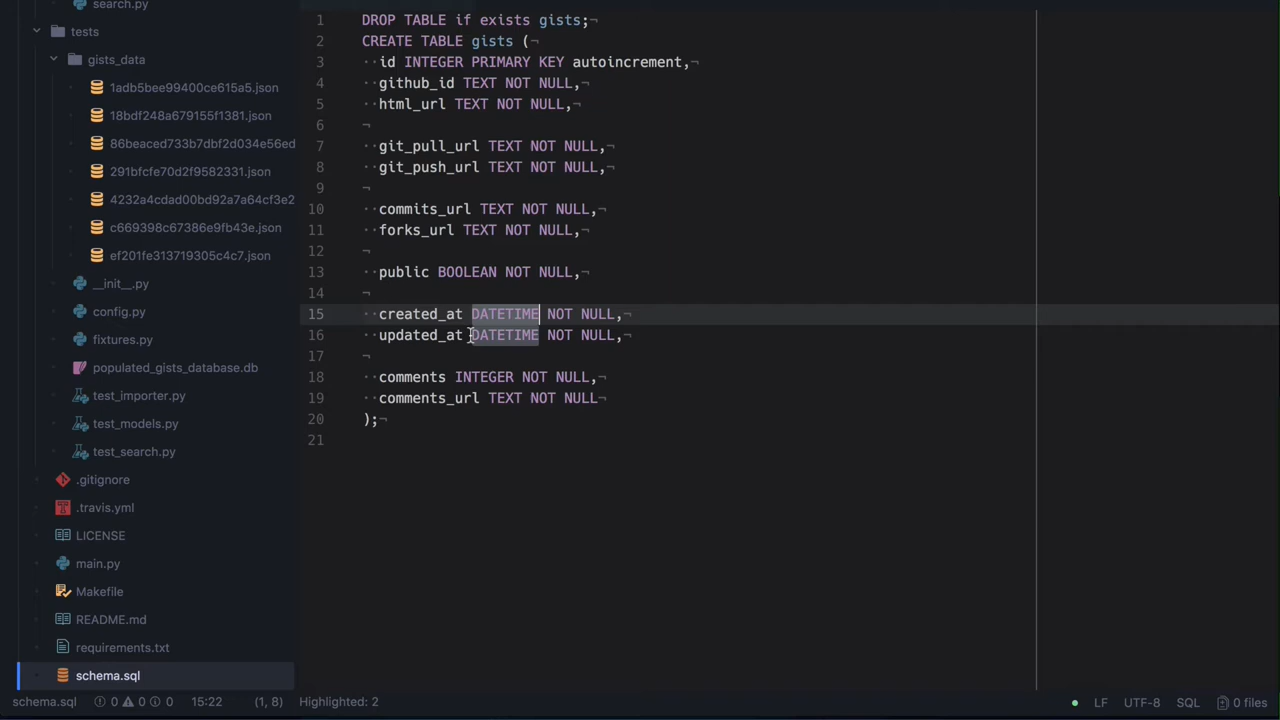 search.py
tests
gists_data
1adb5bee99400ce615a5.json
18bdf248a679155f1381.json
86beaced733b7dbf2d034e56ed
291bfcfe70d2f9582331.json
4232a4cdad00bd92a7a64cf3e2
c669398c67386e9fb43e.json
ef201fe313719305c4c7.json
__init__.py
config.py
fixtures.py
populated_gists_database.db
test_importer.py
test_models.py
test_search.py
.gitignore
.travis.yml
LICENSE
main.py
Makefile
README.md
requirements.txt
schema.sql
1 DROP TABLE if exists gists;¬
2 CREATE TABLE gists (¬
3 ··id INTEGER PRIMARY KEY autoincrement,¬
4 ··github_id TEXT NOT NULL,¬
5 ··html_url TEXT NOT NULL,¬
6 ¬
7 ··git_pull_url TEXT NOT NULL,¬
8 ··git_push_url TEXT NOT NULL,¬
9 ¬
10 ··commits_url TEXT NOT NULL,¬
11 ··forks_url TEXT NOT NULL,¬
12 ¬
13 ··public BOOLEAN NOT NULL,¬
14 ¬
15 ··created_at DATETIME NOT NULL,¬
16 ··updated_at DATETIME NOT NULL,¬
17 ¬
18 ··comments INTEGER NOT NULL,¬
19 ··comments_url TEXT NOT NULL¬
20 );¬
21
schema.sql 0 0 0 15:22 (1, 8) Highlighted: 2 LF UTF-8 SQL 0 files